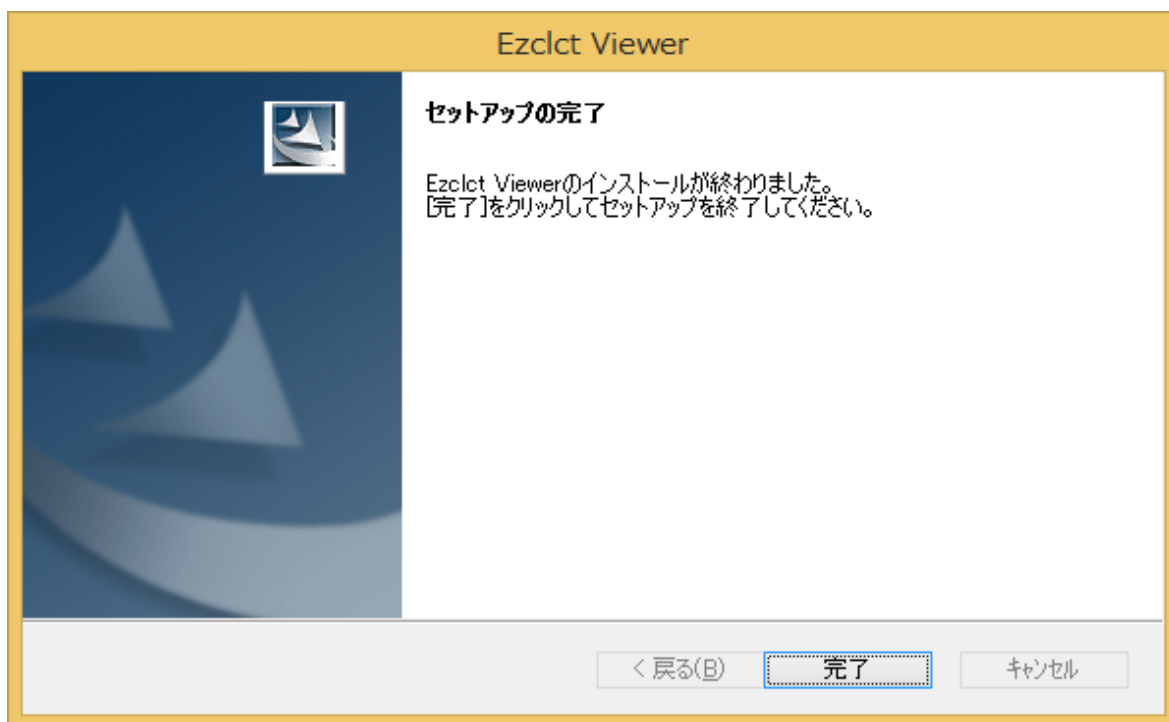 Ezclct Viewer
セットアップの完了
Ezclct Viewerのインストールが終わりました。
[完了]をクリックしてセットアップを終了してください。
< 戻る(B)
完了
キャンセル